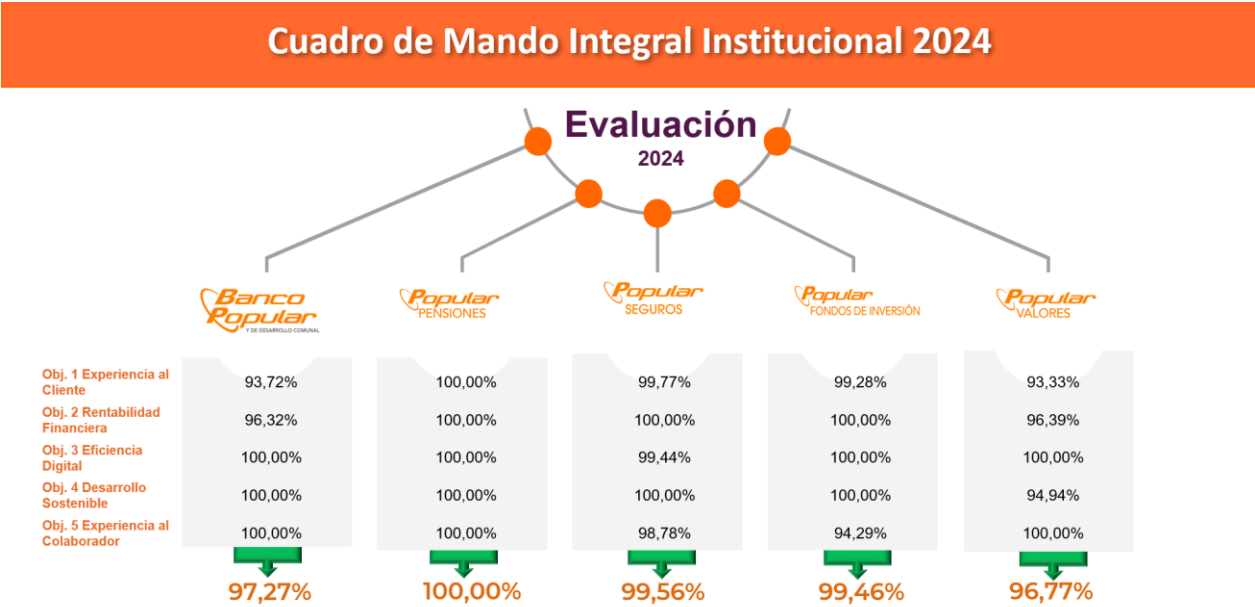 Cuadro de Mando Integral Institucional 2024
Evaluación
2024
Banco
Popular
Y DE DESARROLLO COMUNAL
Popular
PENSIONES
Popular
SEGUROS
Popular
FONDOS DE INVERSIÓN
Popular
VALORES
Obj. 1 Experiencia al
Cliente
93,72% 100,00% 99,77% 99,28% 93,33%
Obj. 2 Rentabilidad
Financiera
96,32% 100,00% 100,00% 100,00% 96,39%
Obj. 3 Eficiencia
Digital
100,00% 100,00% 99,44% 100,00% 100,00%
Obj. 4 Desarrollo
Sostenible
100,00% 100,00% 100,00% 100,00% 94,94%
Obj. 5 Experiencia al
Colaborador
100,00% 100,00% 98,78% 94,29% 100,00%
97,27% 100,00% 99,56% 99,46% 96,77%